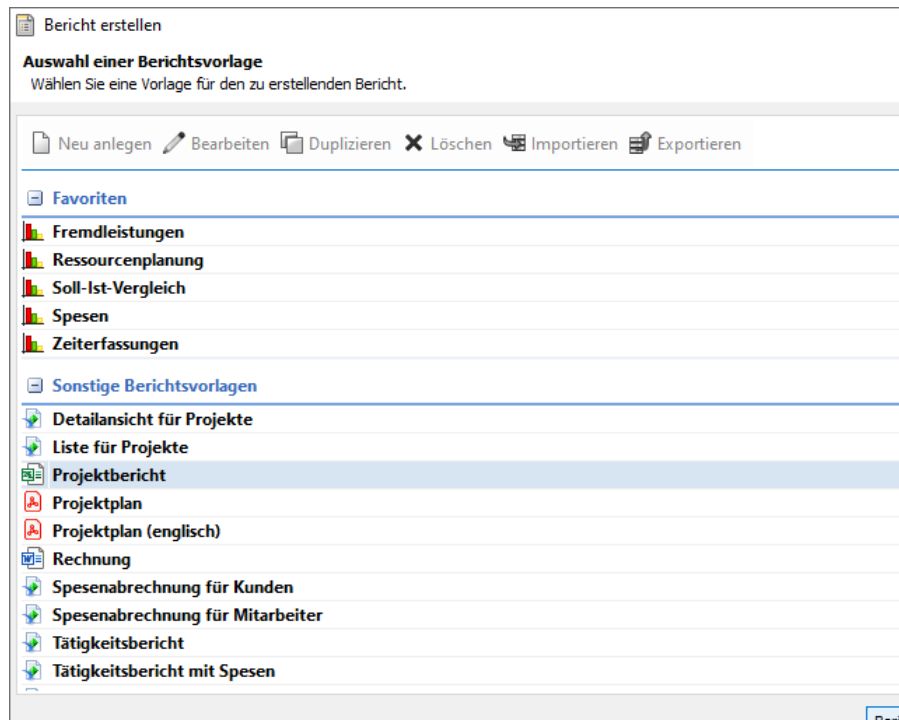 Bericht erstellen
Auswahl einer Berichtsvorlage
Wählen Sie eine Vorlage für den zu erstellenden Bericht.
Neu anlegen Bearbeiten Duplizieren Löschen Importieren Exportieren
Favoriten
Fremdleistungen
Ressourcenplanung
Soll-Ist-Vergleich
Spesen
Zeiterfassungen
Sonstige Berichtsvorlagen
Detailansicht für Projekte
Liste für Projekte
Projektbericht
Projektplan
Projektplan (englisch)
Rechnung
Spesenabrechnung für Kunden
Spesenabrechnung für Mitarbeiter
Tätigkeitsbericht
Tätigkeitsbericht mit Spesen